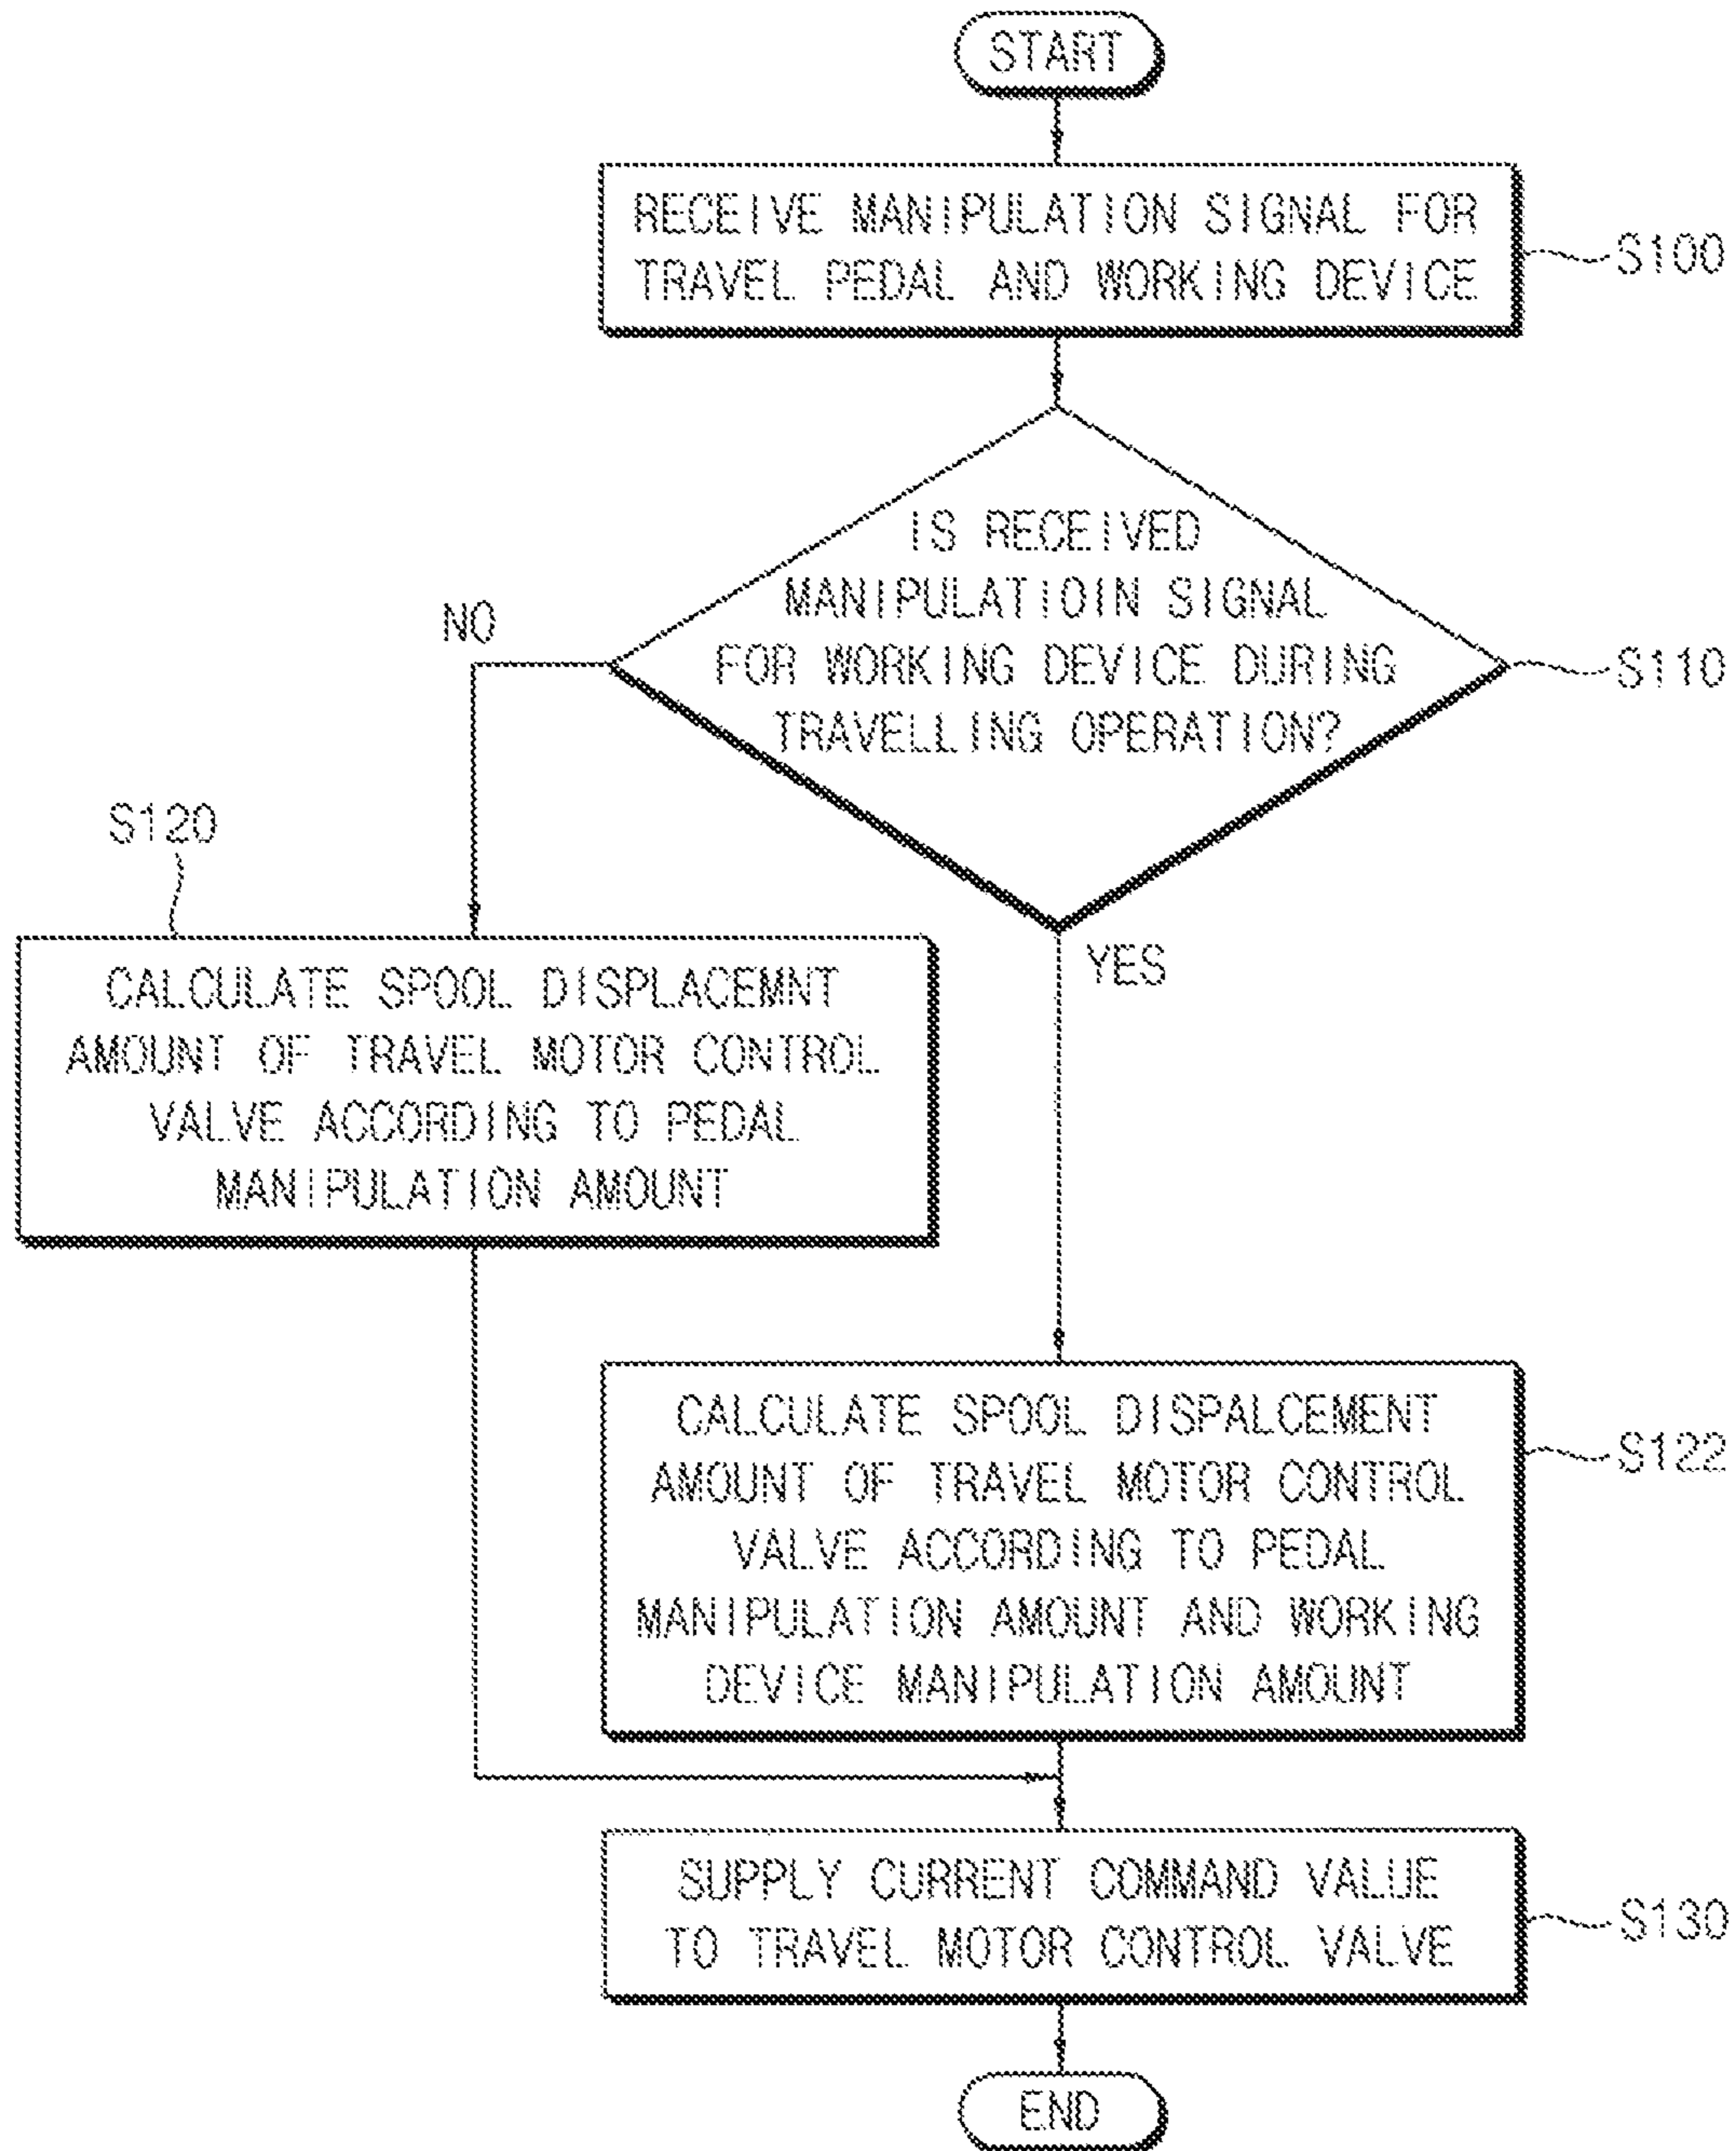 START
RECEIVE MANIPULATION SIGNAL FOR
TRAVEL PEDAL AND WORKING DEVICE
S100
IS RECEIVED
MANIPULATIOIN SIGNAL
FOR WORKING DEVICE DURING
TRAVELLING OPERATION?
S110
NO
YES
S120
CALCULATE SPOOL DISPLACEMNT
AMOUNT OF TRAVEL MOTOR CONTROL
VALVE ACCORDING TO PEDAL
MANIPULATION AMOUNT
CALCULATE SPOOL DISPALCEMENT
AMOUNT OF TRAVEL MOTOR CONTROL
VALVE ACCORDING TO PEDAL
MANIPULATION AMOUNT AND WORKING
DEVICE MANIPULATION AMOUNT
S122
SUPPLY CURRENT COMMAND VALUE
TO TRAVEL MOTOR CONTROL VALVE
S130
END